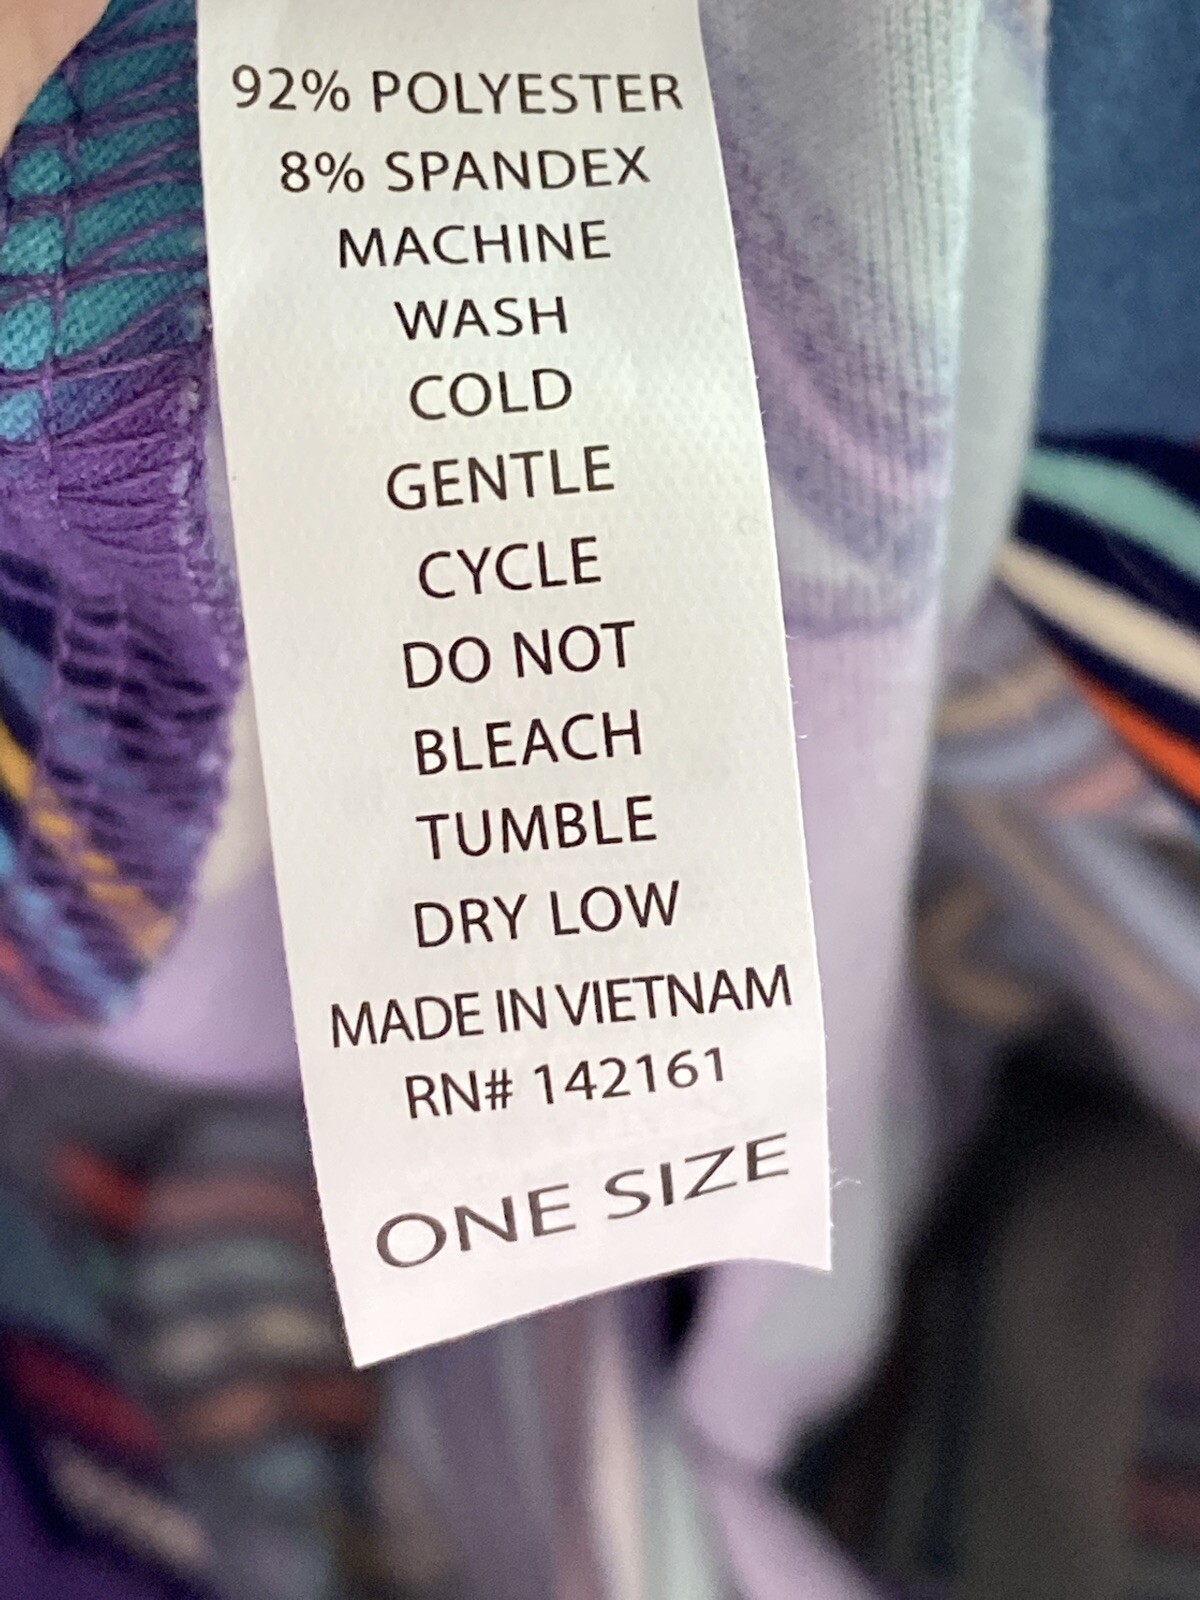 92% POLYESTER
8% SPANDEX
MACHINE
WASH
COLD
GENTLE
CYCLE
DO NOT
BLEACH
TUMBLE
DRY LOW
MADE IN VIETNAM
RN# 142161
ONE SIZE